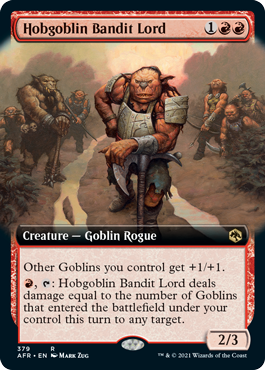 Hobgoblin Bandit Lord 1
Creature — Goblin Rogue
Other Goblins you control get +1/+1.
, : Hobgoblin Bandit Lord deals
damage equal to the number of Goblins
that entered the battlefield under your
control this turn to any target.
2/3
379 R
AFR • EN Mark Zug
™ & © 2021 Wizards of the Coast